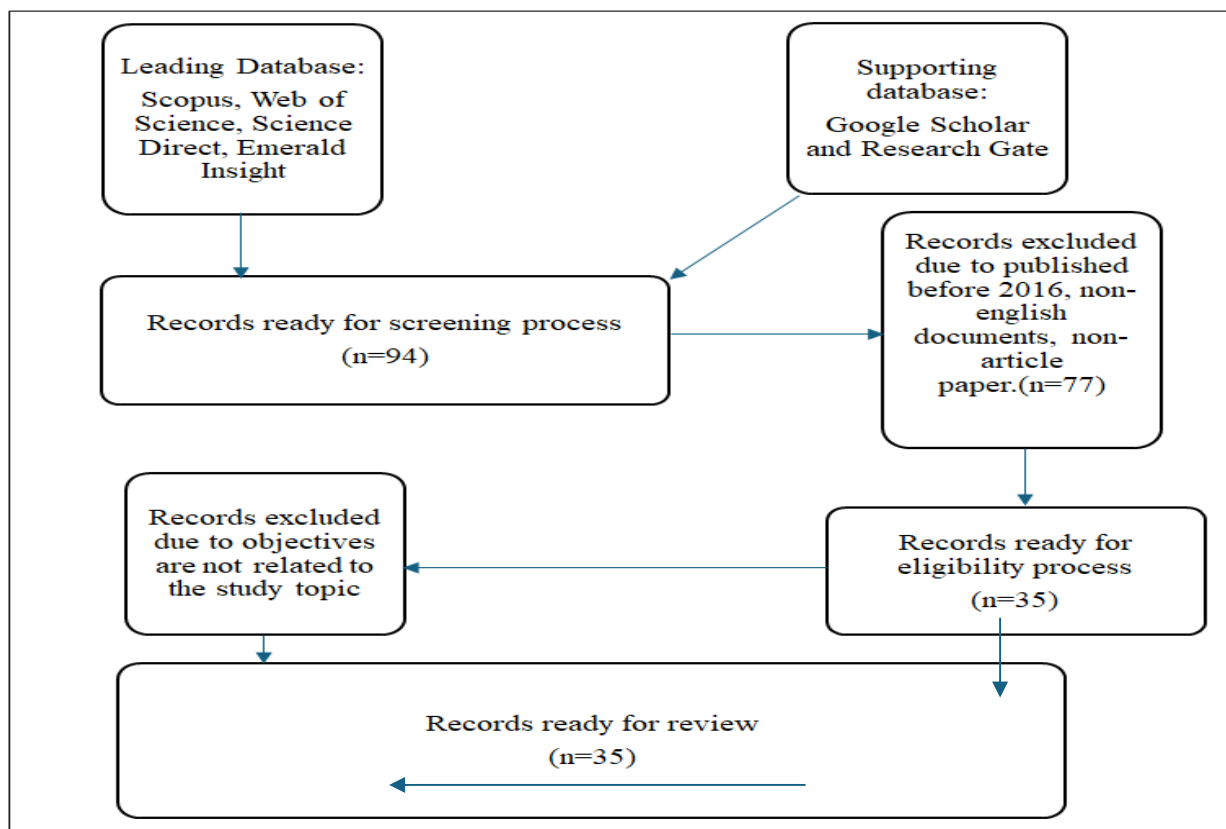 Leading Database:
Scopus, Web of
Science, Science
Direct, Emerald
Insight
Supporting
database:
Google Scholar
and Research Gate
Records ready for screening process
(n=94)
Records excluded
due to published
before 2016, non-
english
documents, non-
article
paper.(n=77)
Records excluded
due to objectives
are not related to
the study topic
Records ready for
eligibility process
(n=35)
Records ready for review
(n=35)